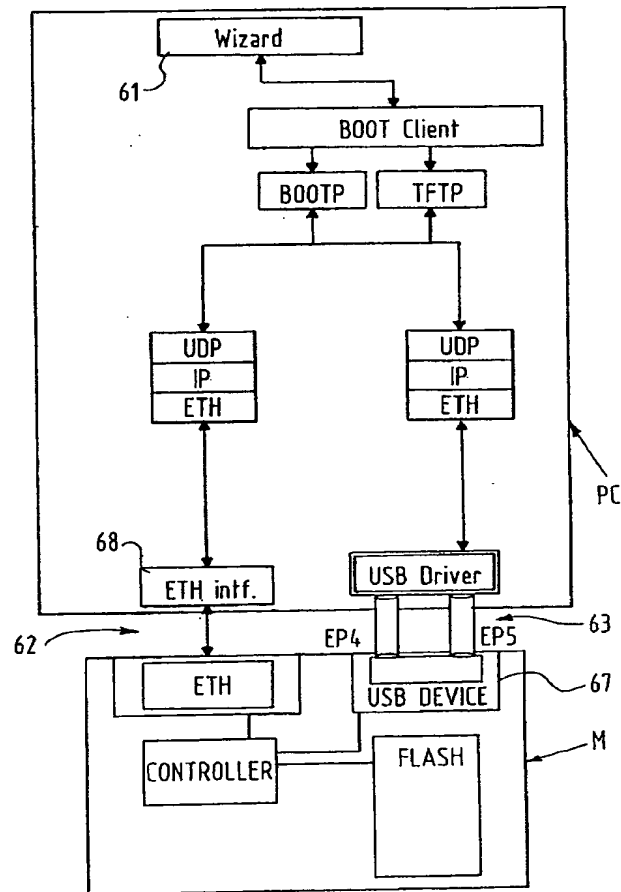 Wizard
61
BOOT Client
BOOTP
TFTP
UDP
IP
ETH
UDP
IP
ETH
PC
68
ETH intf.
USB Driver
62
EP4
EP5
63
ETH
USB DEVICE
67
CONTROLLER
FLASH
M